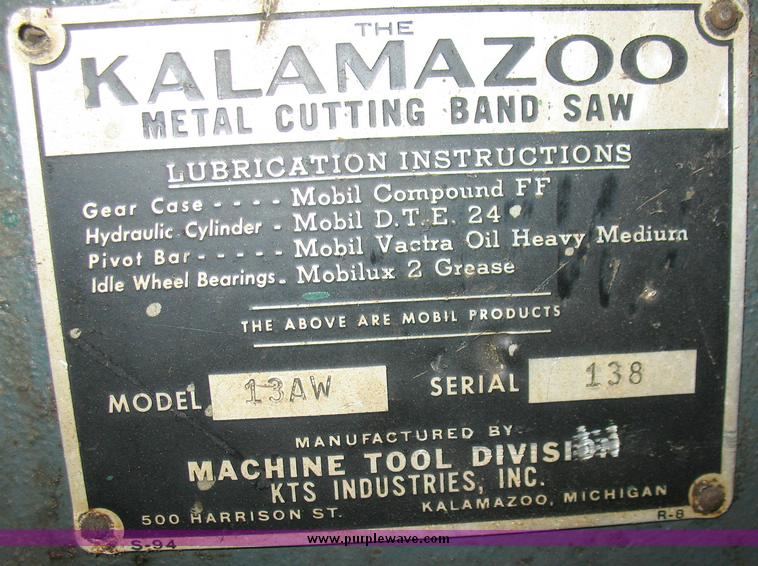 THE
KALAMAZOO
METAL CUTTING BAND SAW
LUBRICATION INSTRUCTIONS
Gear Case - - - - Mobil Compound FF
Hydraulic Cylinder - Mobil D.T.E. 24
Pivot Bar - - - - - Mobil Vactra Oil Heavy Medium
Idle Wheel Bearings - Mobilux 2 Grease
THE ABOVE ARE MOBIL PRODUCTS
MODEL 13AW SERIAL 138
MANUFACTURED BY
MACHINE TOOL DIVISION
KTS INDUSTRIES, INC.
500 HARRISON ST. KALAMAZOO, MICHIGAN
S-94 R-8
www.purplewave.com